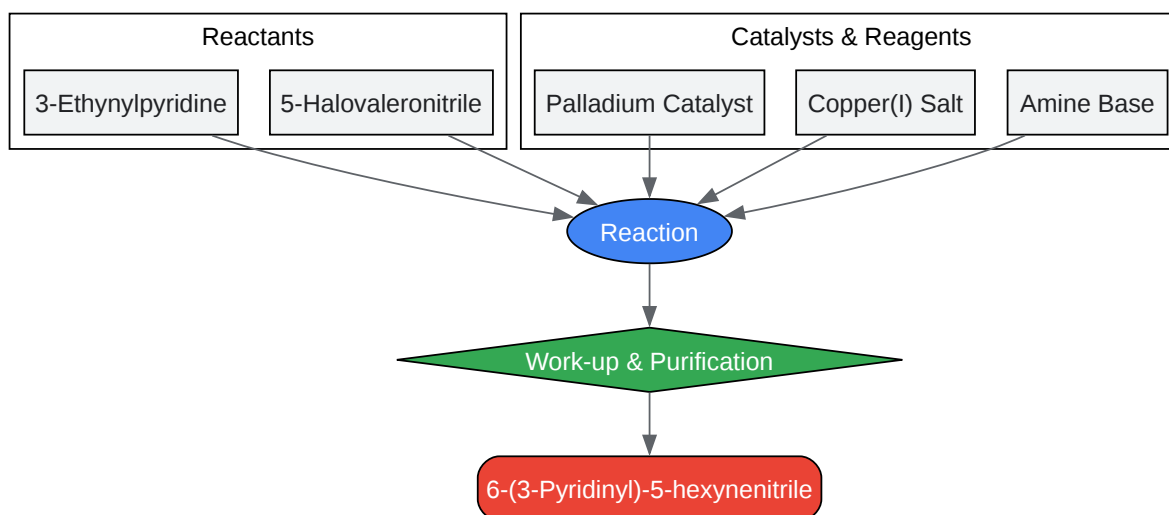 Reactants
Catalysts & Reagents
3-Ethynylpyridine
5-Halovaleronitrile
Palladium Catalyst
Copper(I) Salt
Amine Base
Reaction
Work-up & Purification
6-(3-Pyridinyl)-5-hexynenitrile